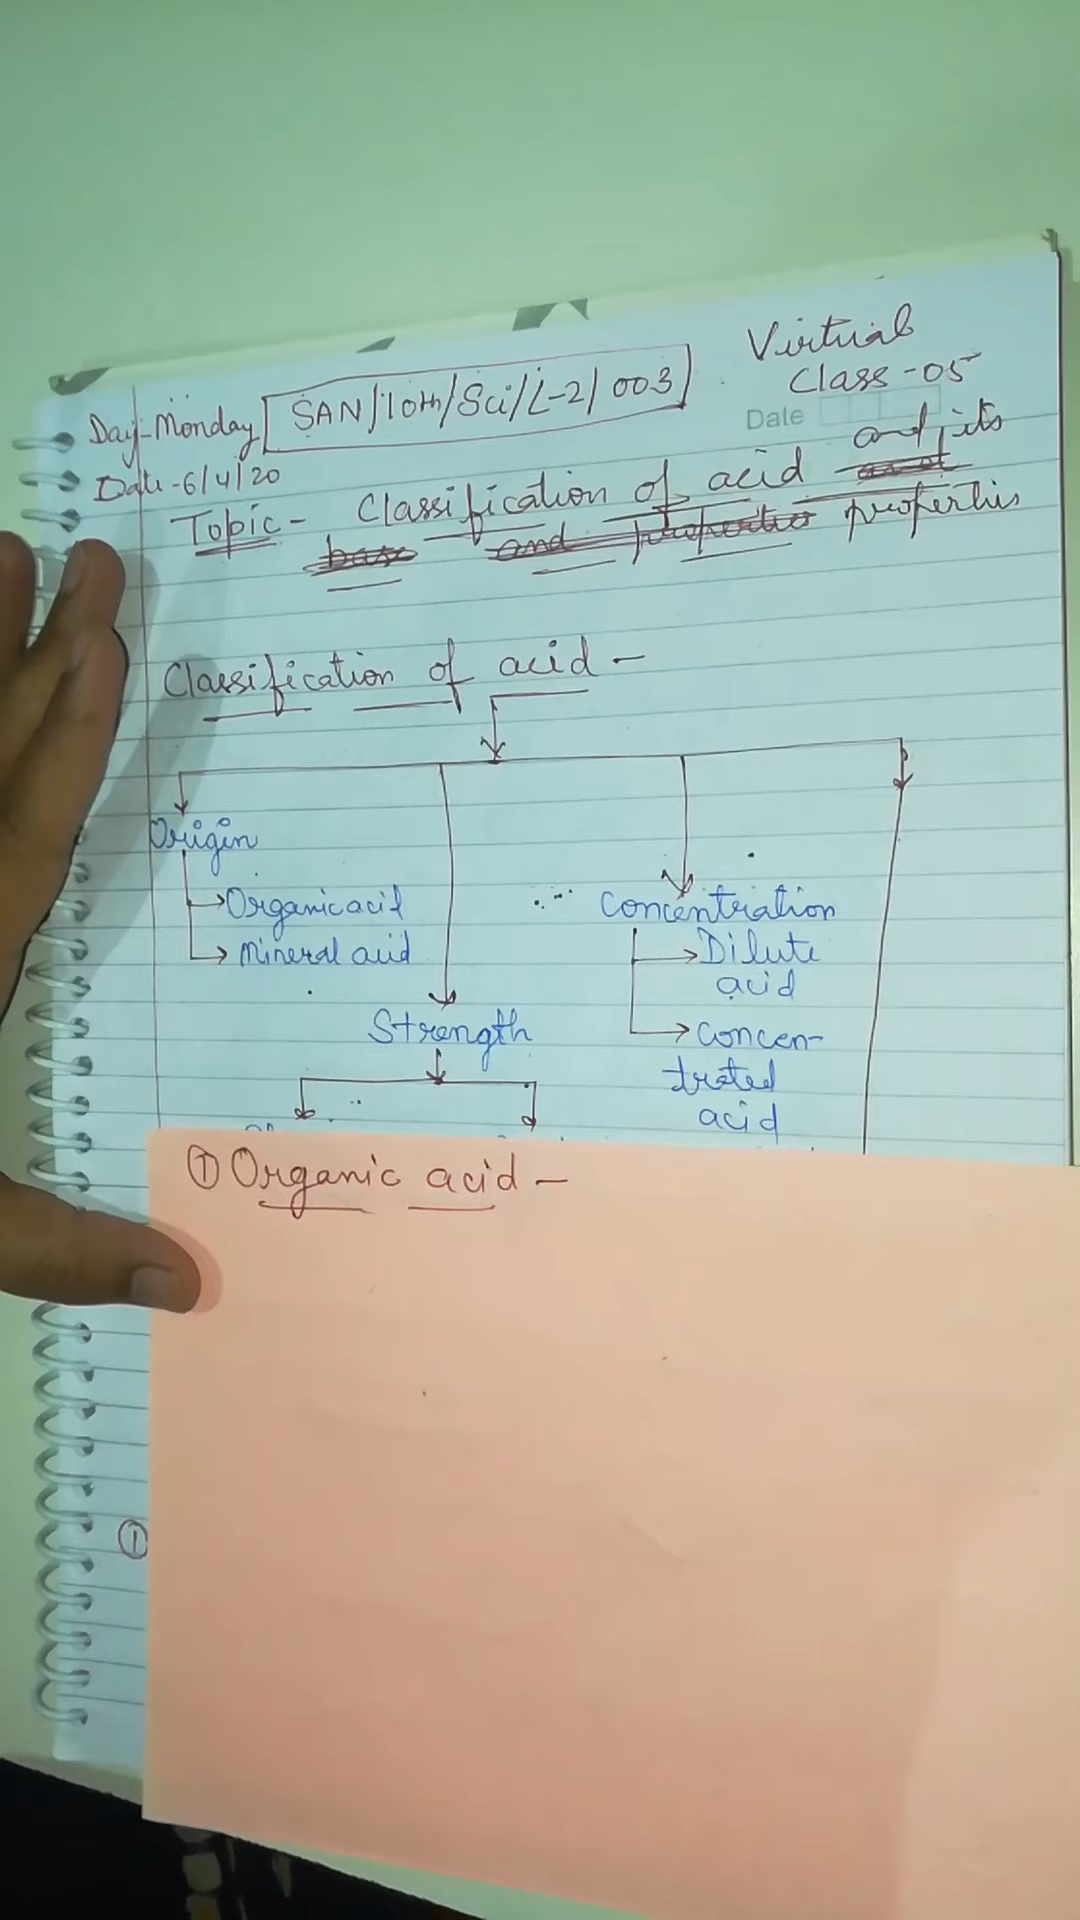 Virtual
Class-05
Day-Monday SAN/10th/Sci/L-2/003
Date
Date-6/4/20
Topic- Classification of acid and its
properties
Classification of acid-
Origin
Organic acid
Mineral acid
Concentration
Dilute
acid
Concen-
trated
acid
Strength
① Organic acid-
①